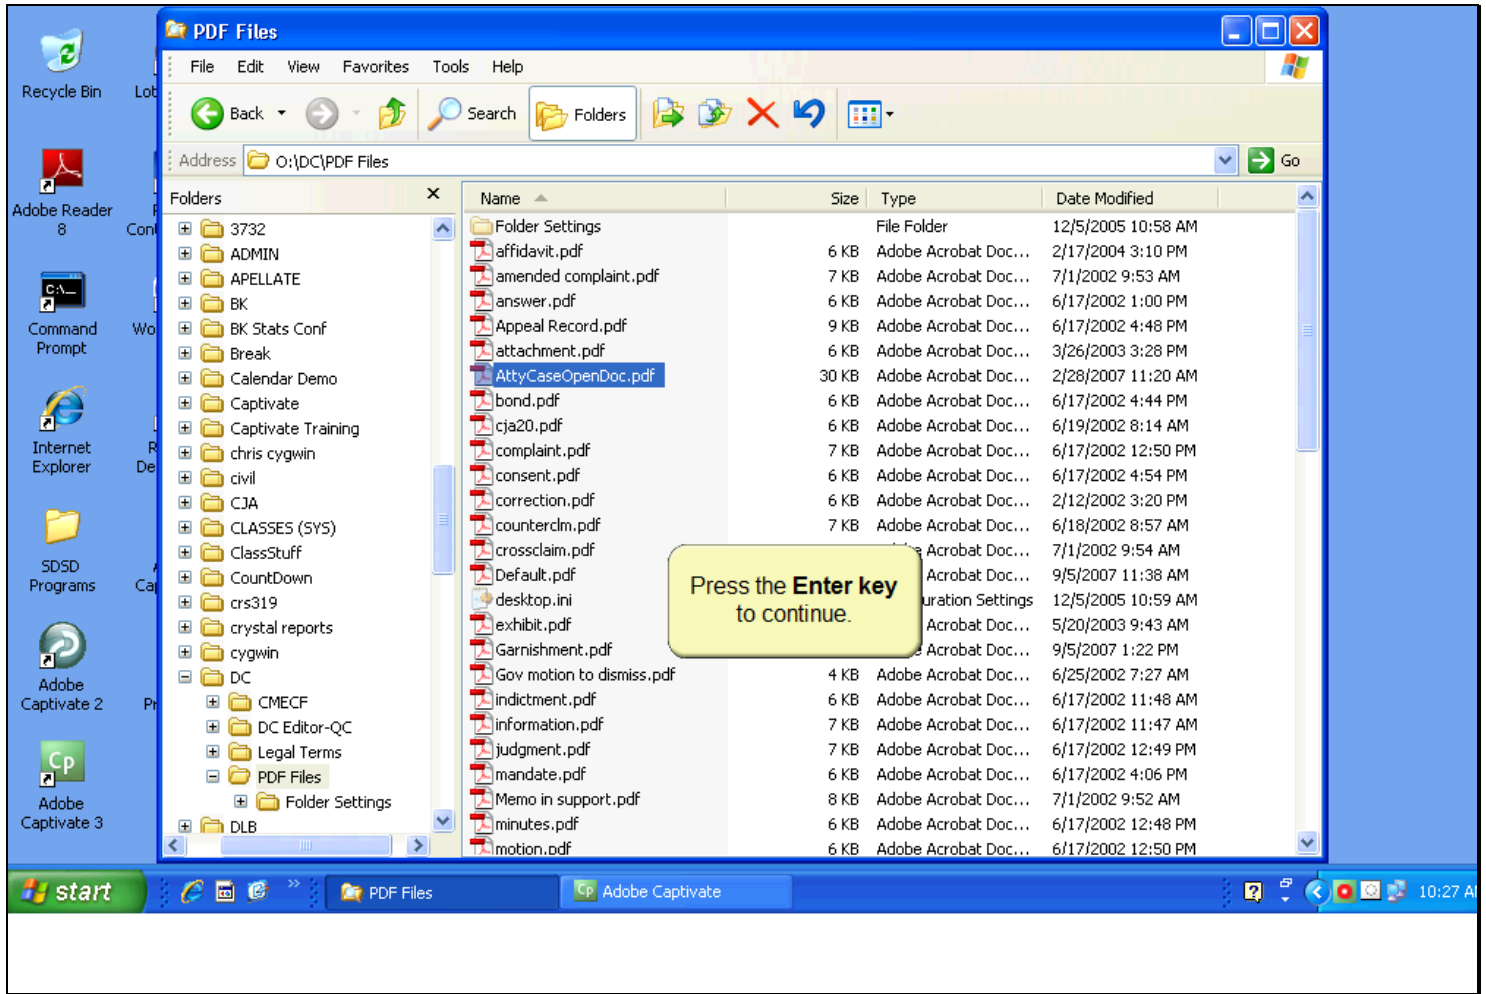 PDF Files
File Edit View Favorites Tools Help
Back Search Folders
Address O:\DC\PDF Files Go
Folders
3732
ADMIN
APELLATE
BK
BK Stats Conf
Break
Calendar Demo
Captivate
Captivate Training
chris cygwin
civil
CJA
CLASSES (SYS)
ClassStuff
CountDown
crs319
crystal reports
cygwin
DC
CMECF
DC Editor-QC
Legal Terms
PDF Files
Folder Settings
DLB
Name Size Type Date Modified
Folder Settings File Folder 12/5/2005 10:58 AM
affidavit.pdf 6 KB Adobe Acrobat Doc... 2/17/2004 3:10 PM
amended complaint.pdf 7 KB Adobe Acrobat Doc... 7/1/2002 9:53 AM
answer.pdf 6 KB Adobe Acrobat Doc... 6/17/2002 1:00 PM
Appeal Record.pdf 9 KB Adobe Acrobat Doc... 6/17/2002 4:48 PM
attachment.pdf 6 KB Adobe Acrobat Doc... 3/26/2003 3:28 PM
AttyCaseOpenDoc.pdf 30 KB Adobe Acrobat Doc... 2/28/2007 11:20 AM
bond.pdf 6 KB Adobe Acrobat Doc... 6/17/2002 4:44 PM
cja20.pdf 6 KB Adobe Acrobat Doc... 6/19/2002 8:14 AM
complaint.pdf 7 KB Adobe Acrobat Doc... 6/17/2002 12:50 PM
consent.pdf 6 KB Adobe Acrobat Doc... 6/17/2002 4:54 PM
correction.pdf 6 KB Adobe Acrobat Doc... 2/12/2002 3:20 PM
counterclm.pdf 7 KB Adobe Acrobat Doc... 6/18/2002 8:57 AM
crossclaim.pdf Acrobat Doc... 7/1/2002 9:54 AM
Default.pdf Acrobat Doc... 9/5/2007 11:38 AM
desktop.ini uration Settings 12/5/2005 10:59 AM
exhibit.pdf Acrobat Doc... 5/20/2003 9:43 AM
Garnishment.pdf Acrobat Doc... 9/5/2007 1:22 PM
Gov motion to dismiss.pdf 4 KB Adobe Acrobat Doc... 6/25/2002 7:27 AM
indictment.pdf 6 KB Adobe Acrobat Doc... 6/17/2002 11:48 AM
information.pdf 7 KB Adobe Acrobat Doc... 6/17/2002 11:47 AM
judgment.pdf 7 KB Adobe Acrobat Doc... 6/17/2002 12:49 PM
mandate.pdf 6 KB Adobe Acrobat Doc... 6/17/2002 4:06 PM
Memo in support.pdf 8 KB Adobe Acrobat Doc... 7/1/2002 9:52 AM
minutes.pdf 6 KB Adobe Acrobat Doc... 6/17/2002 12:48 PM
motion.pdf 6 KB Adobe Acrobat Doc... 6/17/2002 12:50 PM
Press the Enter key
to continue.
Recycle Bin
Adobe Reader
8
C:\_
Command
Prompt
Internet
Explorer
SDSD
Programs
Adobe
Captivate 2
Cp
Adobe
Captivate 3
start PDF Files Cp Adobe Captivate 10:27